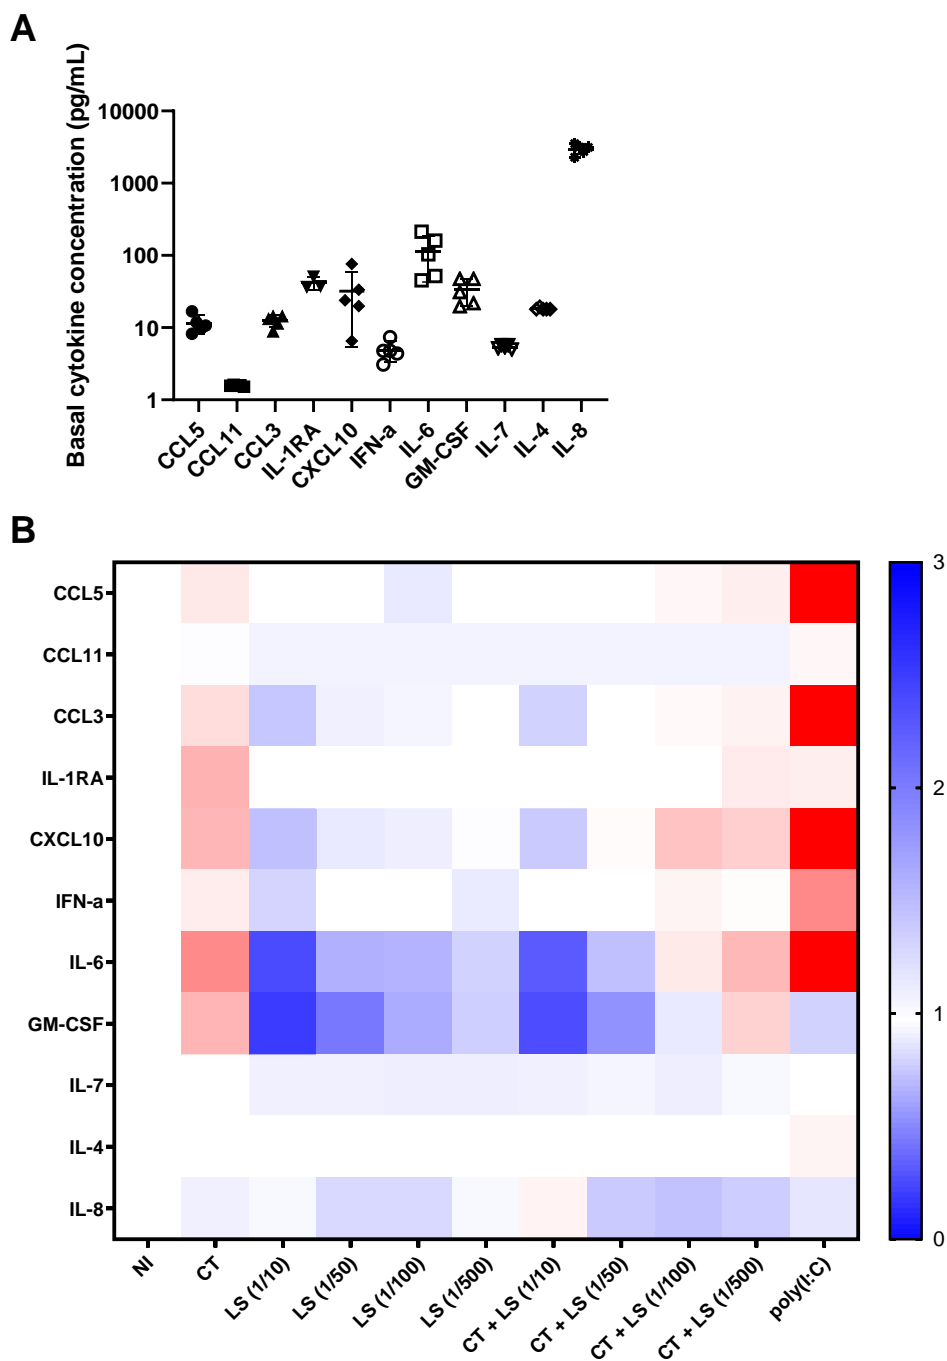 A
Basal cytokine concentration (pg/mL)
10000
1000
100
10
1
CCL5
CCL11
CCL3
IL-1RA
CXCL10
IFN-a
IL-6
GM-CSF
IL-7
IL-4
IL-8
B
CCL5
CCL11
CCL3
IL-1RA
CXCL10
IFN-a
IL-6
GM-CSF
IL-7
IL-4
IL-8
NI
CT
LS (1/10)
LS (1/50)
LS (1/100)
LS (1/500)
CT + LS (1/10)
CT + LS (1/50)
CT + LS (1/100)
CT + LS (1/500)
poly(I:C)
3
2
1
0